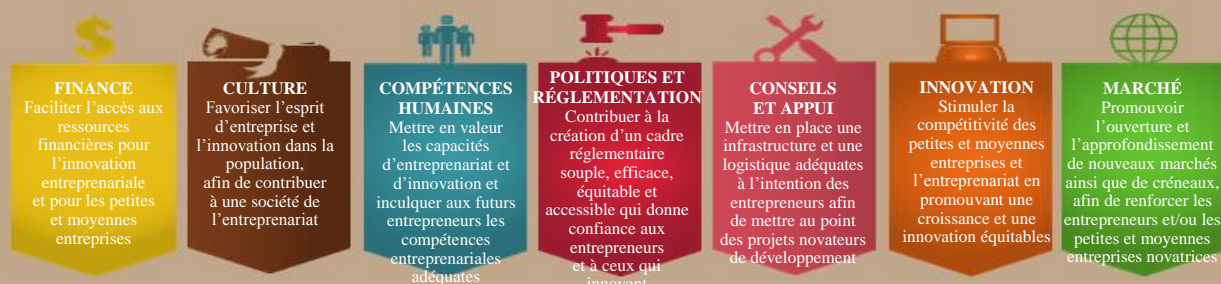 FINANCE
Faciliter l’accès aux
ressources
financières pour
l’innovation
entreprenariale
et pour les petites
et moyennes
entreprises
CULTURE
Favoriser l’esprit
d’entreprise et
l’innovation dans la
population,
afin de contribuer
à une société de
l’entreprenariat
COMPÉTENCES
HUMAINES
Mettre en valeur
les capacités
d’entreprenariat et
d’innovation et
inculquer aux futurs
entrepreneurs les
compétences
entreprenariales
adéquates
POLITIQUES ET
RÉGLEMENTATION
Contribuer à la
création d’un cadre
réglementaire
souple, efficace,
équitable et
accessible qui donne
confiance aux
entrepreneurs
et à ceux qui
innovent
CONSEILS
ET APPUI
Mettre en place une
infrastructure et une
logistique adéquates
à l’intention des
entrepreneurs afin
de mettre au point
des projets novateurs
de développement
INNOVATION
Stimuler la
compétitivité des
petites et moyennes
entreprises et
l’entreprenariat en
promouvant une
croissance et une
innovation équitables
MARCHÉ
Promouvoir
l’ouverture et
l’approfondissement
de nouveaux marchés
ainsi que de créneaux,
afin de renforcer les
entrepreneurs et/ou les
petites et moyennes
entreprises novatrices